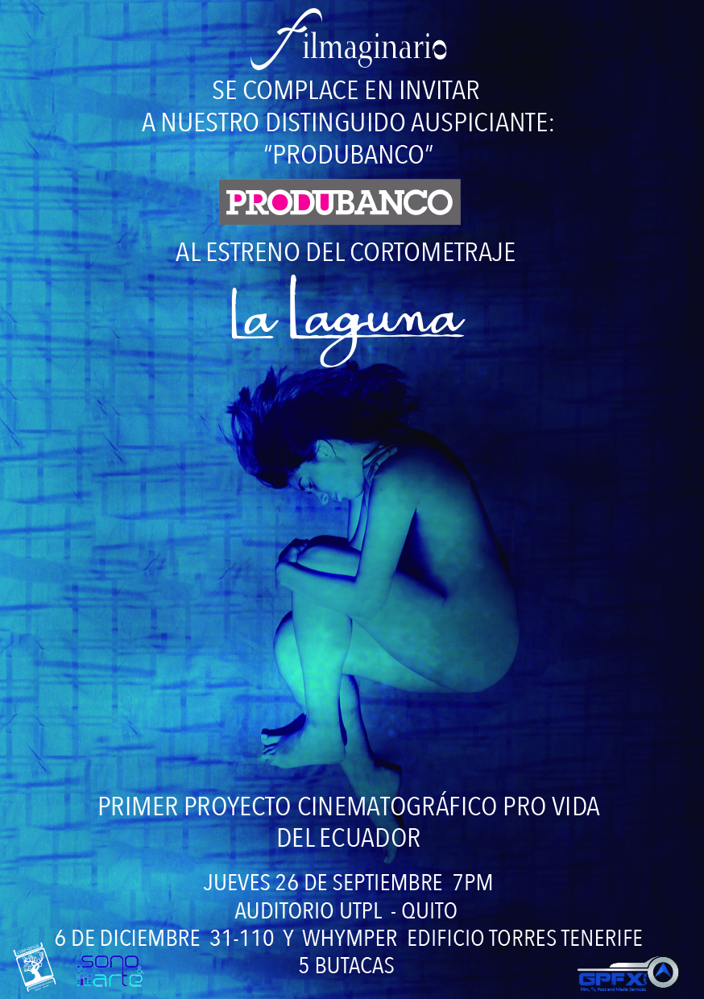 filmaginario
SE COMPLACE EN INVITAR
A NUESTRO DISTINGUIDO AUSPICIANTE:
“PRODUBANCO”
PRODUBANCO
AL ESTRENO DEL CORTOMETRAJE
La Laguna
PRIMER PROYECTO CINEMATOGRÁFICO PRO VIDA
DEL ECUADOR
JUEVES 26 DE SEPTIEMBRE 7PM
AUDITORIO UTPL - QUITO
6 DE DICIEMBRE 31-110 Y WHYMPER EDIFICIO TORRES TENERIFE
5 BUTACAS
sono
arte
GPFX
Film, TV, Post and Media Services